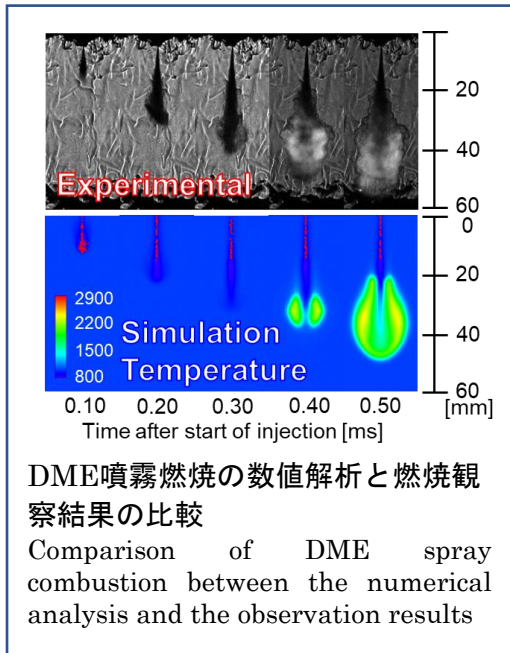 20
40
Experimental
60
0
2900
2200
1500
800
Simulation
Temperature
20
40
60
0.10 0.20 0.30 0.40 0.50 [mm]
Time after start of injection [ms]
DME噴霧燃焼の数値解析と燃焼観
察結果の比較
Comparison of DME spray
combustion between the numerical
analysis and the observation results